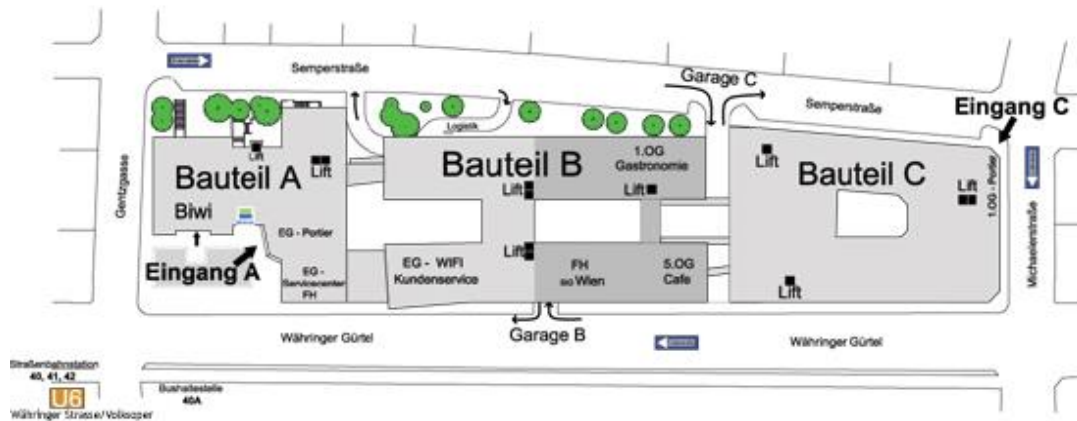 Semperstraße
Garage C
Semperstraße
Eingang C
Logistik
Lift
Bauteil A
Lift
Bauteil B
1.OG
Gastronomie
Lift
Bauteil C
1.OG - Portier
Lift
Lift
Lift
Gentzgasse
Biwi
EG - Portier
Eingang A
EG -
Servicecenter
FH
EG - WIFI
Kundenservice
Lift
FH
Wien
5.OG
Cafe
Lift
Michaelerstraße
Währinger Gürtel
Garage B
Währinger Gürtel
Straßenbahnstation
40, 41, 42
U6
Währinger Strasse/Volksoper
Bushaltestelle
40A